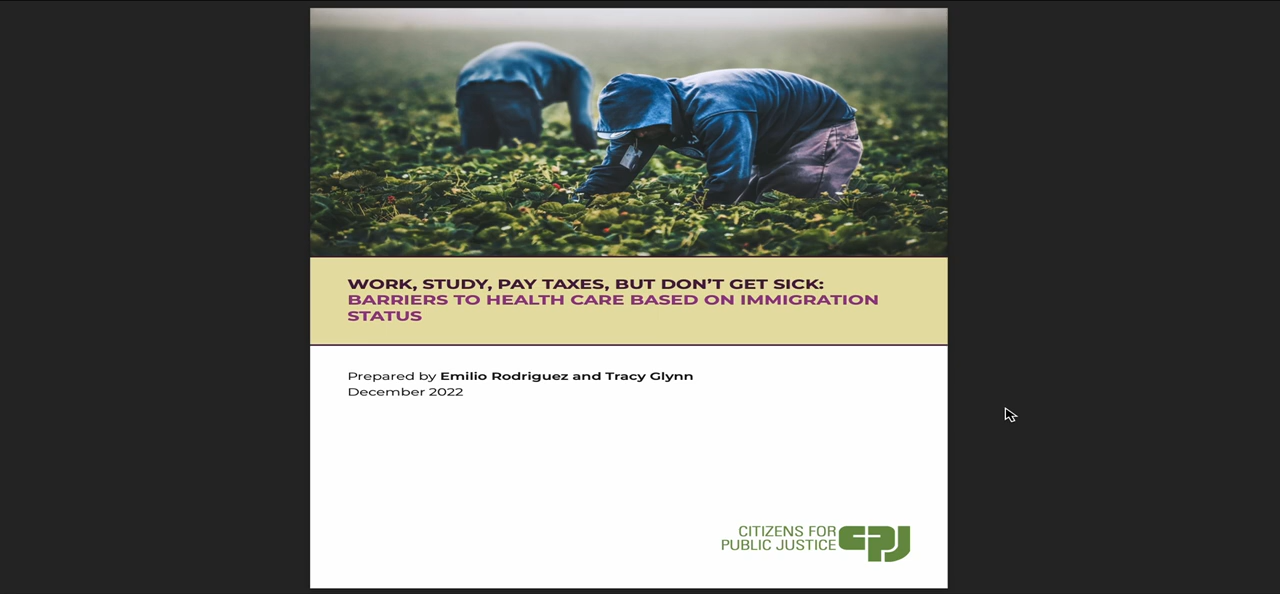 WORK, STUDY, PAY TAXES, BUT DON’T GET SICK:
BARRIERS TO HEALTH CARE BASED ON IMMIGRATION
STATUS
Prepared by Emilio Rodriguez and Tracy Glynn
December 2022
CITIZENS FOR
PUBLIC JUSTICE
CPJ